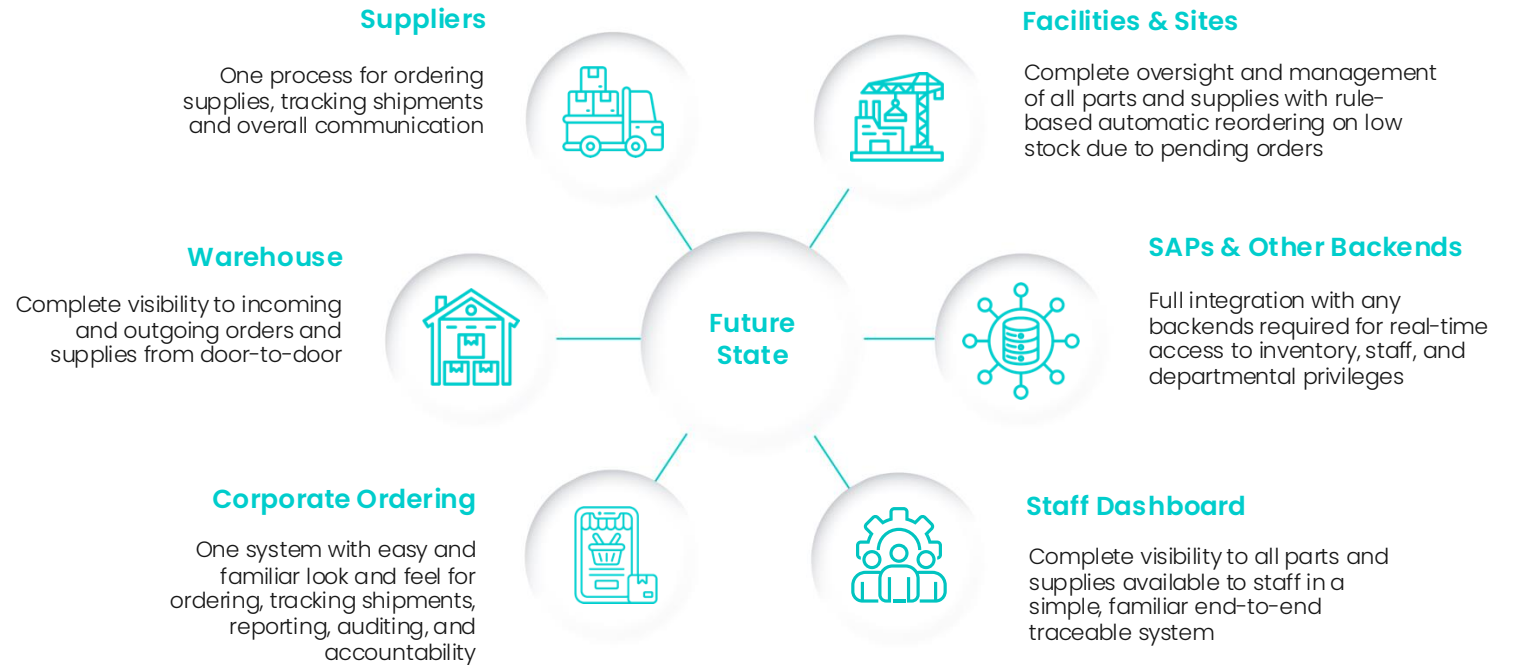 Suppliers
One process for ordering
supplies, tracking shipments
and overall communication
Facilities & Sites
Complete oversight and management
of all parts and supplies with rule-
based automatic reordering on low
stock due to pending orders
Warehouse
Complete visibility to incoming
and outgoing orders and
supplies from door-to-door
Future
State
SAPs & Other Backends
Full integration with any
backends required for real-time
access to inventory, staff, and
departmental privileges
Corporate Ordering
One system with easy and
familiar look and feel for
ordering, tracking shipments,
reporting, auditing, and
accountability
Staff Dashboard
Complete visibility to all parts and
supplies available to staff in a
simple, familiar end-to-end
traceable system